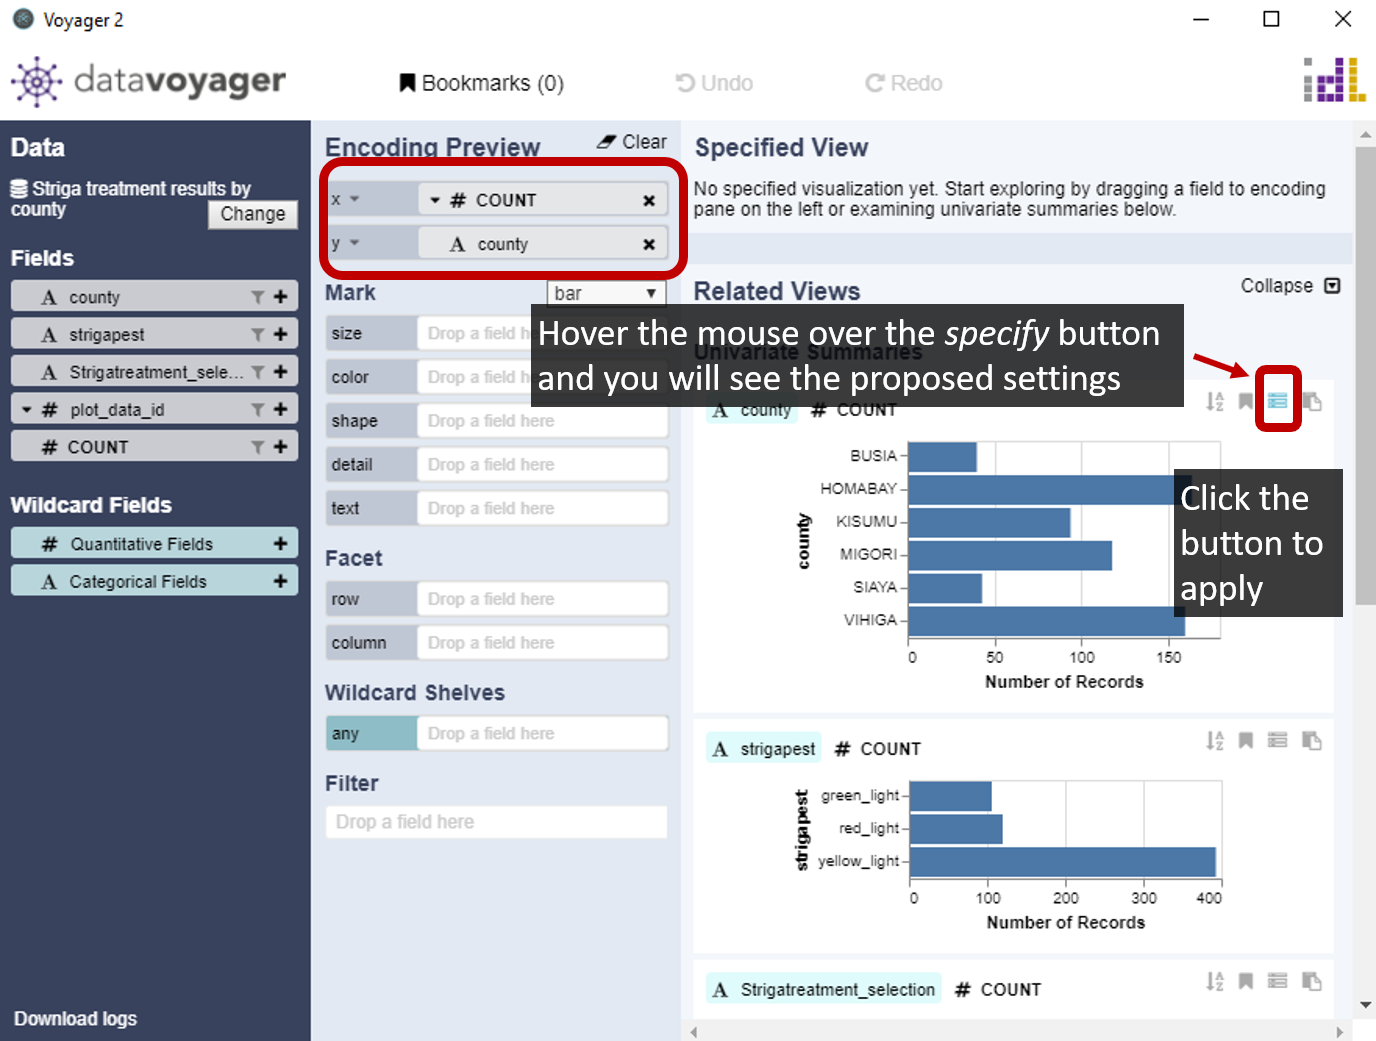 Voyager 2
datavoyager
Bookmarks (0)
Undo
Redo
idl
Data
Striga treatment results by
county
Change
Fields
A county
A strigapest
A Strigatreatment_sele...
# plot_data_id
# COUNT
Wildcard Fields
# Quantitative Fields
A Categorical Fields
Download logs
Encoding Preview
Clear
x # COUNT
y A county
Mark
bar
size Drop a field
color Drop a fie
shape Drop a field here
detail Drop a field here
text Drop a field here
Facet
row Drop a field here
column Drop a field here
Wildcard Shelves
any Drop a field here
Filter
Drop a field here
Specified View
No specified visualization yet. Start exploring by dragging a field to encoding
pane on the left or examining univariate summaries below.
Related Views
Collapse
Univariate Summaries
Hover the mouse over the specify button
and you will see the proposed settings
A county # COUNT
BUSIA
HOMABAY
KISUMU
MIGORI
SIAYA
VIHIGA
county
0 50 100 150
Number of Records
Click the
button to
apply
A strigapest # COUNT
green_light
red_light
yellow_light
strigapest
0 100 200 300 400
Number of Records
A Strigatreatment_selection # COUNT